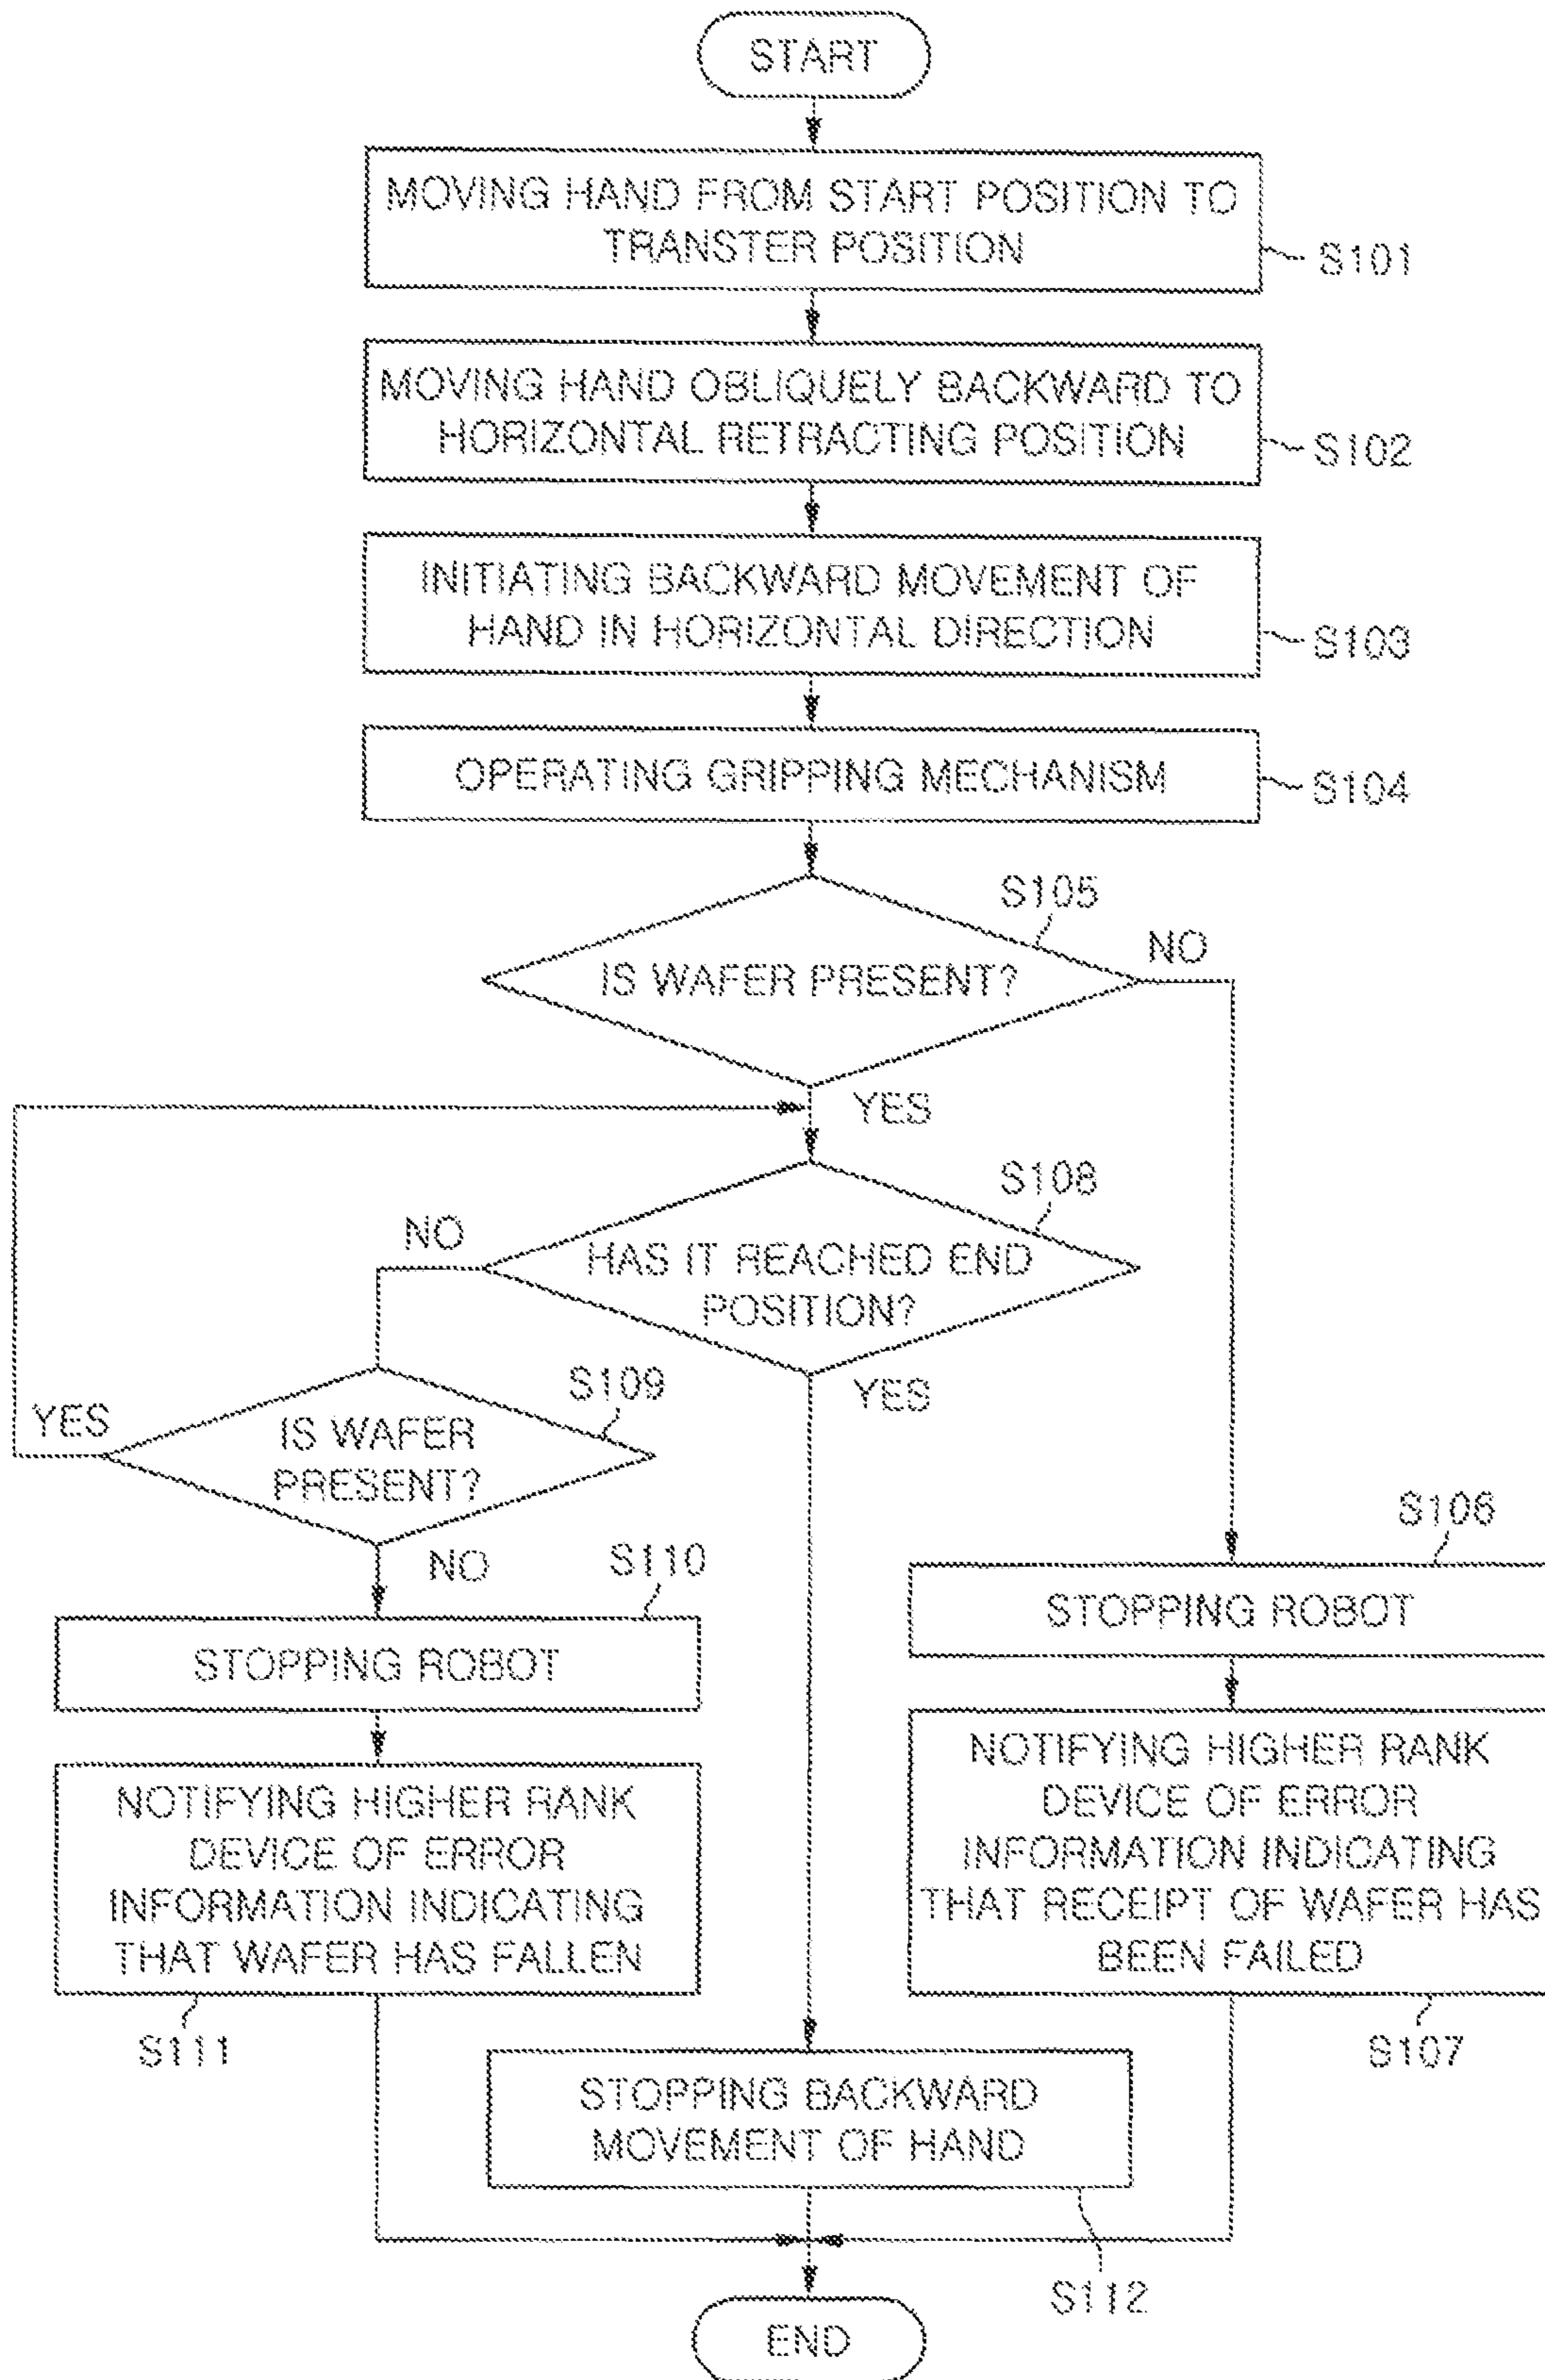 START
MOVING HAND FROM START POSITION TO
TRANSTER POSITION
S101
MOVING HAND OBLIQUELY BACKWARD TO
HORIZONTAL RETRACTING POSITION
S102
INITIATING BACKWARD MOVEMENT OF
HAND IN HORIZONTAL DIRECTION
S103
OPERATING GRIPPING MECHANISM
S104
S105
NO
IS WAFER PRESENT?
YES
S108
NO
HAS IT REACHED END
POSITION?
YES
S109
YES
IS WAFER
PRESENT?
NO
S110
STOPPING ROBOT
S106
STOPPING ROBOT
NOTIFYING HIGHER RANK
DEVICE OF ERROR
INFORMATION INDICATING
THAT WAFER HAS FALLEN
S111
NOTIFYING HIGHER RANK
DEVICE OF ERROR
INFORMATION INDICATING
THAT RECEIPT OF WAFER HAS
BEEN FAILED
S107
STOPPING BACKWARD
MOVEMENT OF HAND
S112
END